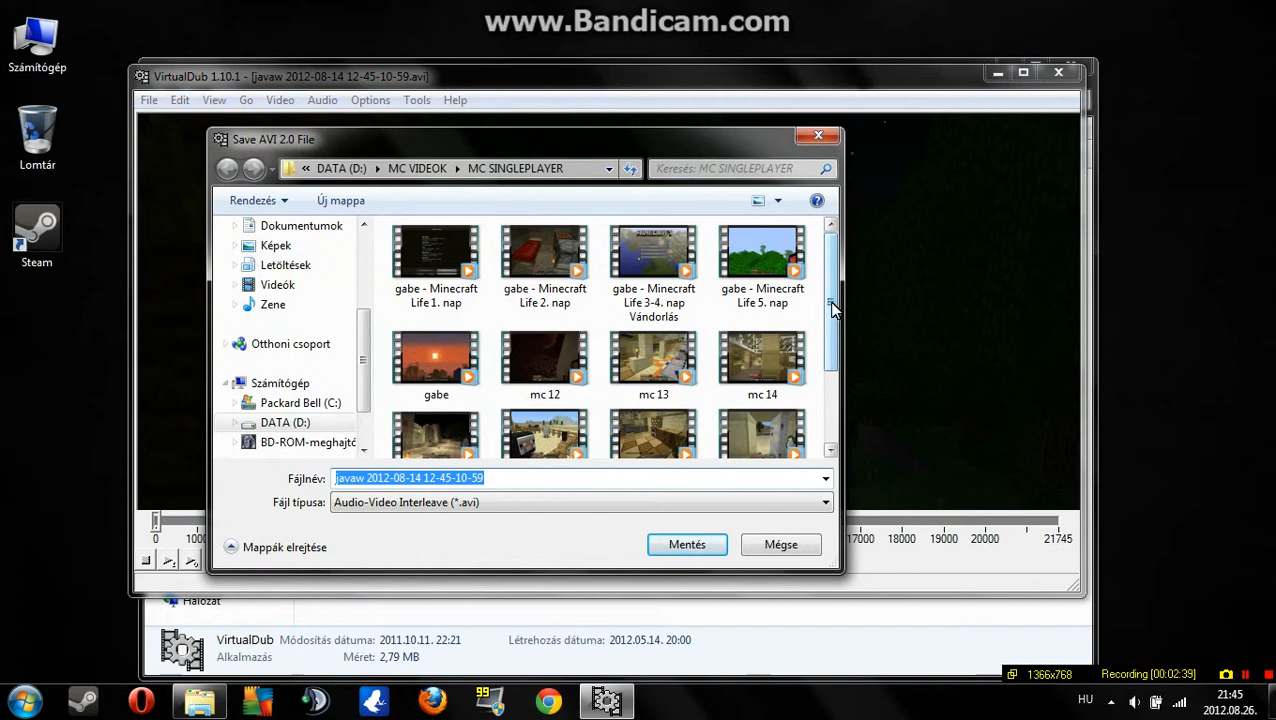 www.Bandicam.com
Számítógép
Lomtár
Steam
VirtualDub 1.10.1 - [javaw 2012-08-14 12-45-10-59.avi]
File Edit View Go Video Audio Options Tools Help
Save AVI 2.0 File
« DATA (D:) MC VIDEOK MC SINGLEPLAYER
Keresés: MC SINGLEPLAYER
Rendezés Új mappa
Dokumentumok
Képek
Letöltések
Videók
Zene
Otthoni csoport
Számítógép
Packard Bell (C:)
DATA (D:)
BD-ROM-meghajtó
gabe - Minecraft
Life 1. nap
gabe - Minecraft
Life 2. nap
gabe - Minecraft
Life 3-4. nap
Vándorlás
gabe - Minecraft
Life 5. nap
gabe
mc 12
mc 13
mc 14
Fájlnév: javaw 2012-08-14 12-45-10-59
Fájl típusa: Audio-Video Interleave (*.avi)
Mappák elrejtése
Mentés Mégse
17000 18000 19000 20000 21745
Hálózat
VirtualDub Módosítás dátuma: 2011.10.11. 22:21 Létrehozás dátuma: 2012.05.14. 20:00
Alkalmazás Méret: 2,79 MB
1366x768 Recording [00:02:39]
99
HU
21:45
2012.08.26.